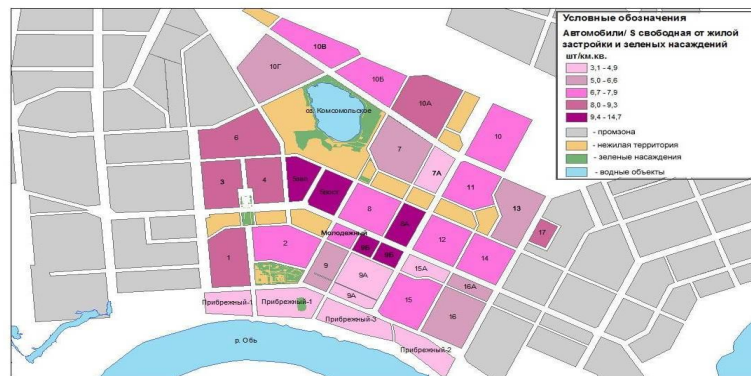 Условные обозначения
Автомобили/ S свободная от жилой
застройки и зеленых насаждений
шт/км.кв.
3,1 - 4,9
5,0 - 6,6
6,7 - 7,9
8,0 - 9,3
9,4 - 14,7
- промзона
- нежилая территория
- зеленые насаждения
- водные объекты
10В
10Г
10Б
оз. Комсомольское
10А
10
6
7
7А
3
4
11
13
8
17
Молодежный
12
1
2
14
9
9А
15А
16А
9А
15
16
Прибрежный-1
Прибрежный-1
Прибрежный-3
Прибрежный-2
р. Обь